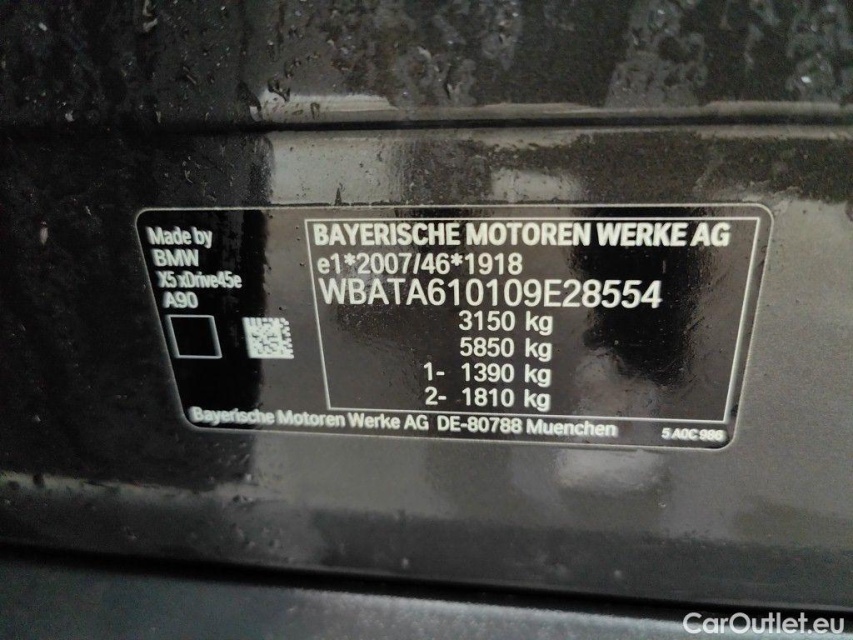 Made by
BMW
X5 xDrive45e
A90
BAYERISCHE MOTOREN WERKE AG
e1*2007/46*1918
WBATA610109E28554
3150 kg
5850 kg
1- 1390 kg
2- 1810 kg
Bayerische Motoren Werke AG DE-80788 Muenchen
5 A0C 986
CarOutlet.eu